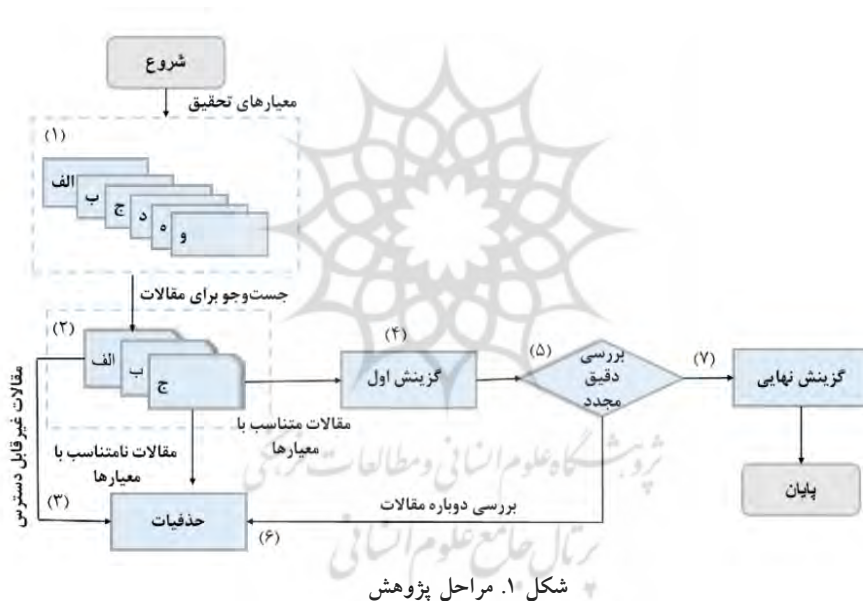 شروع
معیارهای تحقیق
(۱)
الف
ب
ج
د
ه
و
جست‌وجو برای مقالات
(۲)
الف
ب
ج
(۴)
گزینش اول
(۵)
بررسی
دقیق
مجدد
(۷)
گزینش نهایی
مقالات غیرقابل دسترس
مقالات متناسب با
معیارها
مقالات نامتناسب با
معیارها
(۳)
حذفیات
(۶)
بررسی دوباره مقالات
پایان
پژوهشگاه علوم انسانی و مطالعات فرهنگی
پرتال جامع علوم انسانی
شکل ۱. مراحل پژوهش